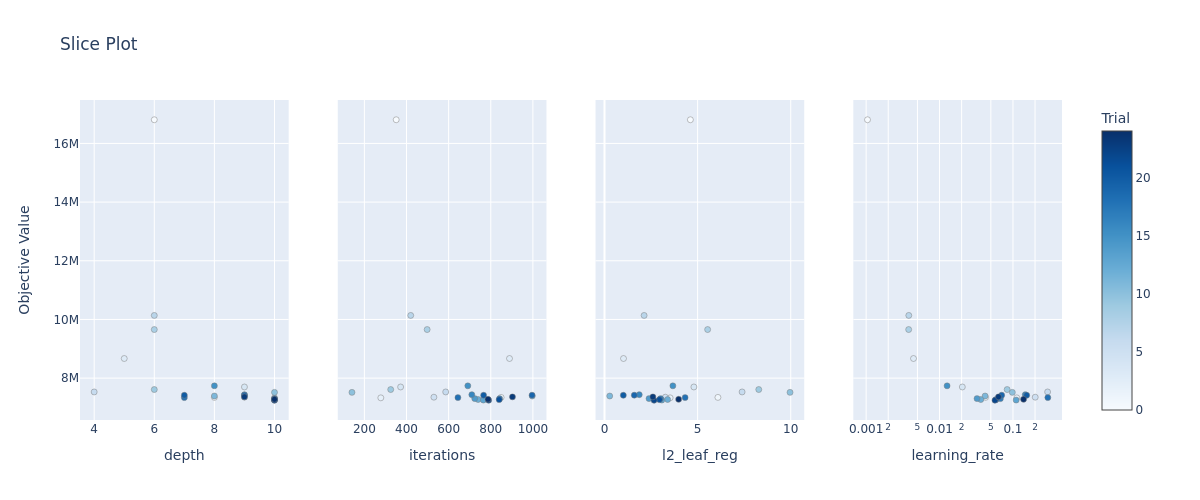 Slice Plot
Objective Value
16M
14M
12M
10M
8M
4 6 8 10
depth
200 400 600 800 1000
iterations
0 5 10
l2_leaf_reg
0.001 2 5 0.01 2 5 0.1 2
learning_rate
Trial
20
15
10
5
0